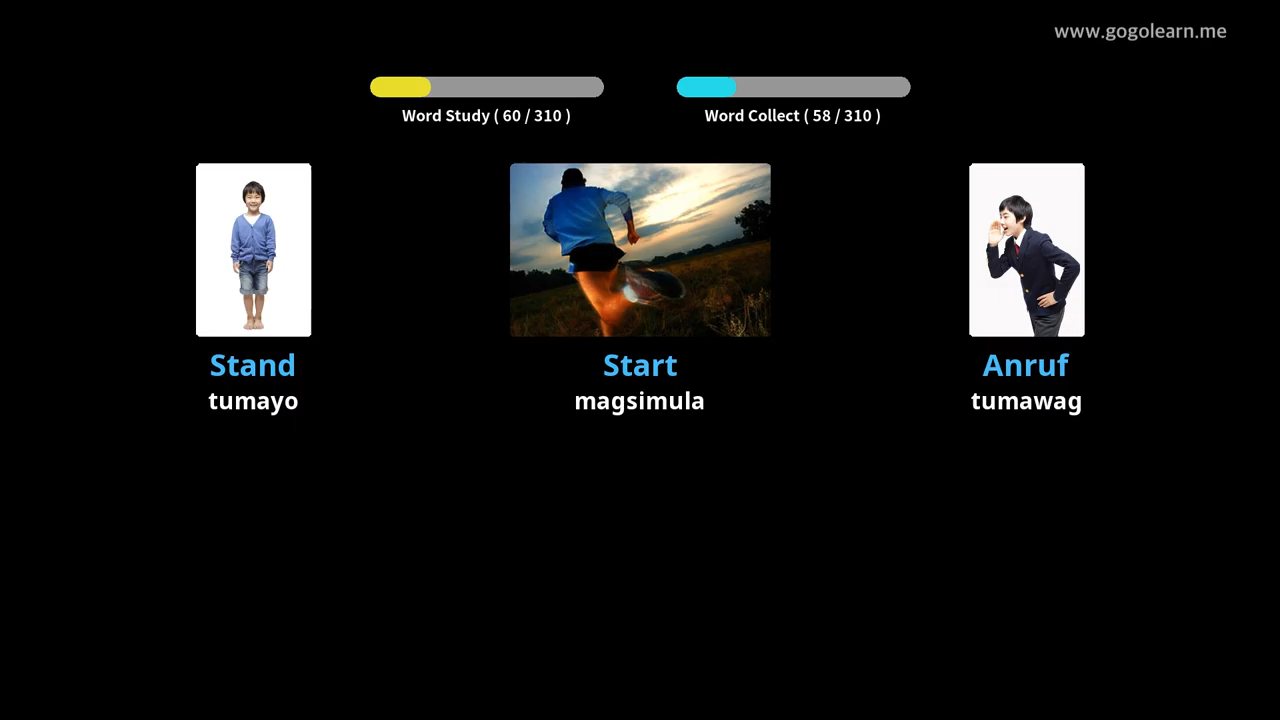 www.gogolearn.me
Word Study ( 60 / 310 )
Word Collect ( 58 / 310 )
Stand
tumayo
Start
magsimula
Anruf
tumawag